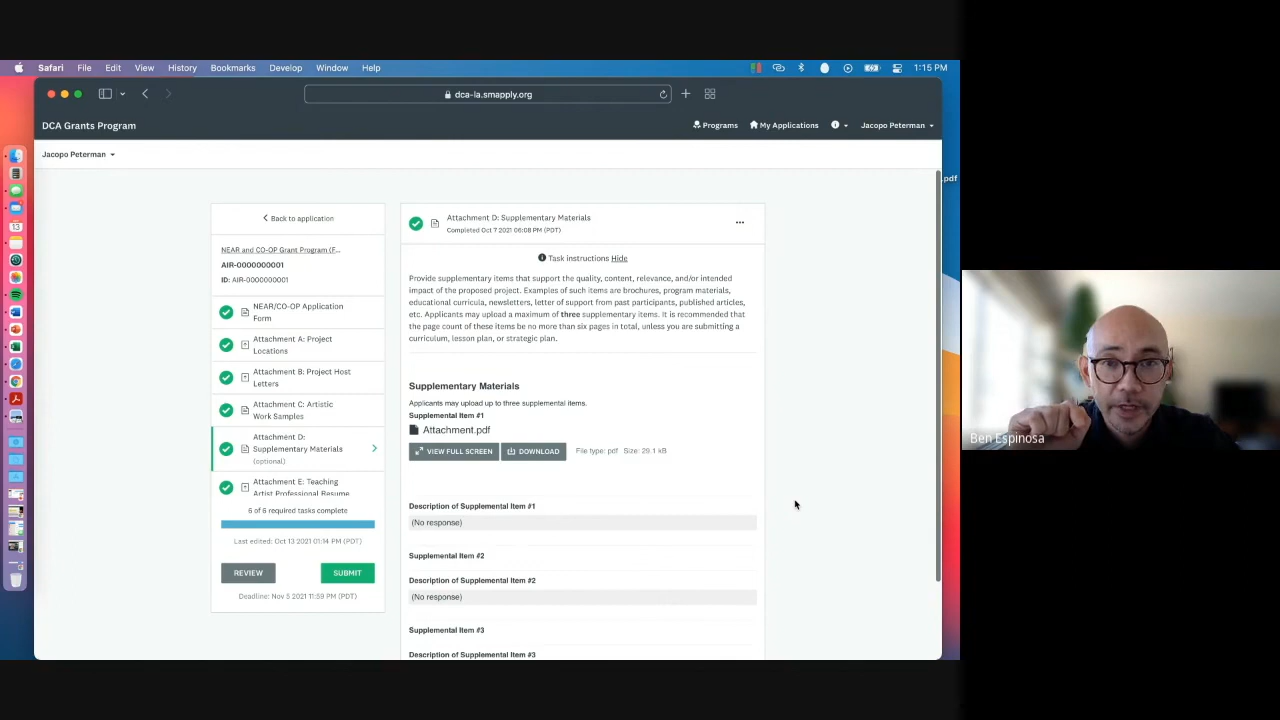 Safari File Edit View History Bookmarks Develop Window Help 1:15 PM
dca-la.smapply.org
DCA Grants Program Programs My Applications Jacopo Peterman
Jacopo Peterman
.pdf
Back to application
NEAR and CO-OP Grant Program (F...
AIR-0000000001
ID: AIR-0000000001
NEAR/CO-OP Application
Form
Attachment A: Project
Locations
Attachment B: Project Host
Letters
Attachment C: Artistic
Work Samples
Attachment D:
Supplementary Materials
(optional)
Attachment E: Teaching
Artist Professional Resume
6 of 6 required tasks complete
Last edited: Oct 13 2021 01:14 PM (PDT)
REVIEW SUBMIT
Deadline: Nov 5 2021 11:59 PM (PDT)
Attachment D: Supplementary Materials
Completed Oct 7 2021 06:08 PM (PDT)
Task instructions Hide
Provide supplementary items that support the quality, content, relevance, and/or intended
impact of the proposed project. Examples of such items are brochures, program materials,
educational curricula, newsletters, letter of support from past participants, published articles,
etc. Applicants may upload a maximum of three supplementary items. It is recommended that
the page count of these items be no more than six pages in total, unless you are submitting a
curriculum, lesson plan, or strategic plan.
Supplementary Materials
Applicants may upload up to three supplemental items.
Supplemental Item #1
Attachment.pdf
VIEW FULL SCREEN DOWNLOAD File type: pdf Size: 29.1 kB
Description of Supplemental Item #1
(No response)
Supplemental Item #2
Description of Supplemental Item #2
(No response)
Supplemental Item #3
Description of Supplemental Item #3
Ben Espinosa